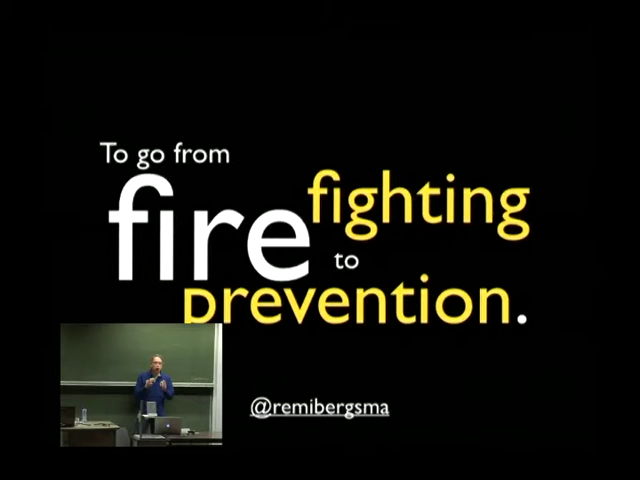 To go from
fire fighting
to
prevention.
@remibergsma